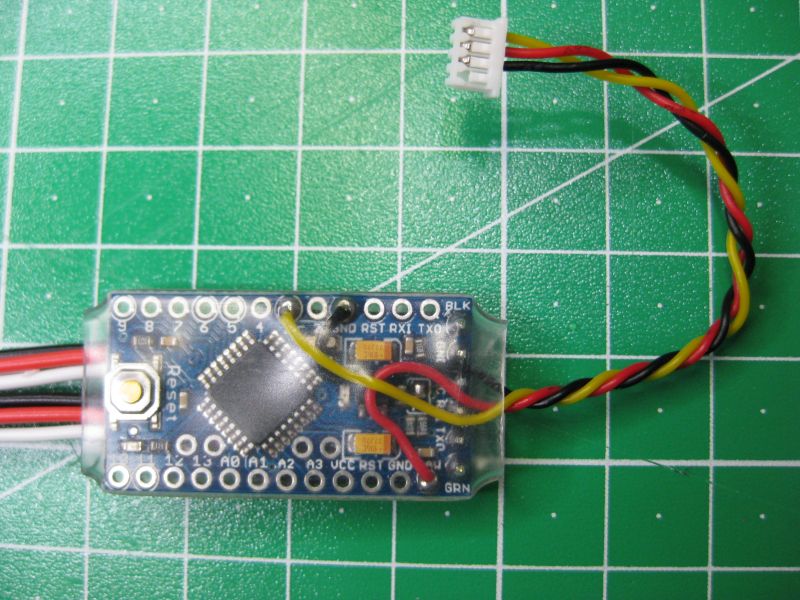 BLK
9 8 7 6 5 4 GND RST RXI TXO
Reset
12 13 A0 A1 A2 A3 VCC RST GND
GRN